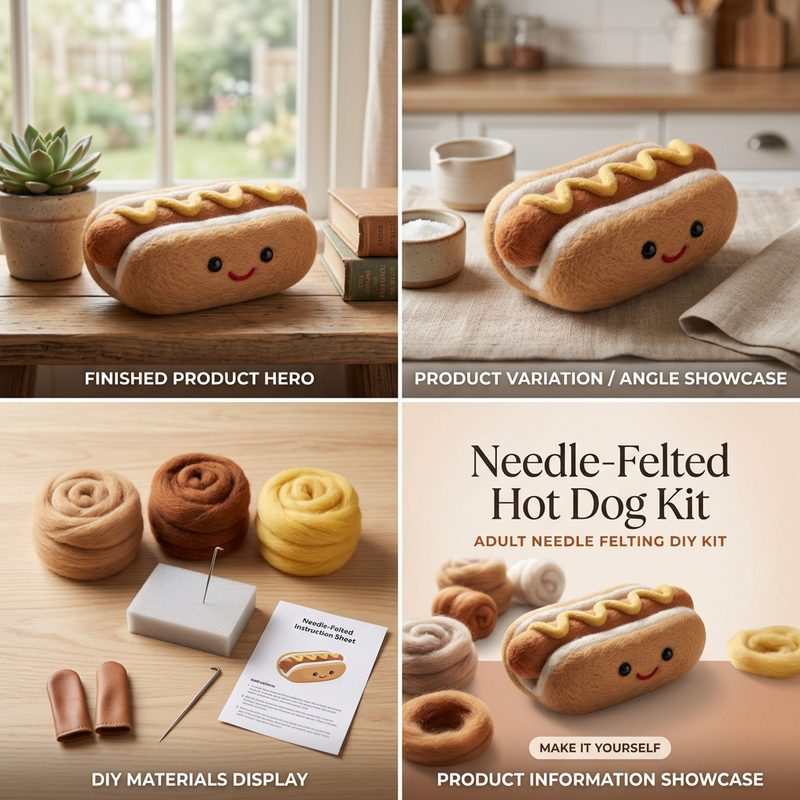 FINISHED PRODUCT HERO
PRODUCT VARIATION / ANGLE SHOWCASE
Needle-Felted
Instruction Sheet
Instructions
DIY MATERIALS DISPLAY
Needle-Felted
Hot Dog Kit
ADULT NEEDLE FELTING DIY KIT
MAKE IT YOURSELF
PRODUCT INFORMATION SHOWCASE